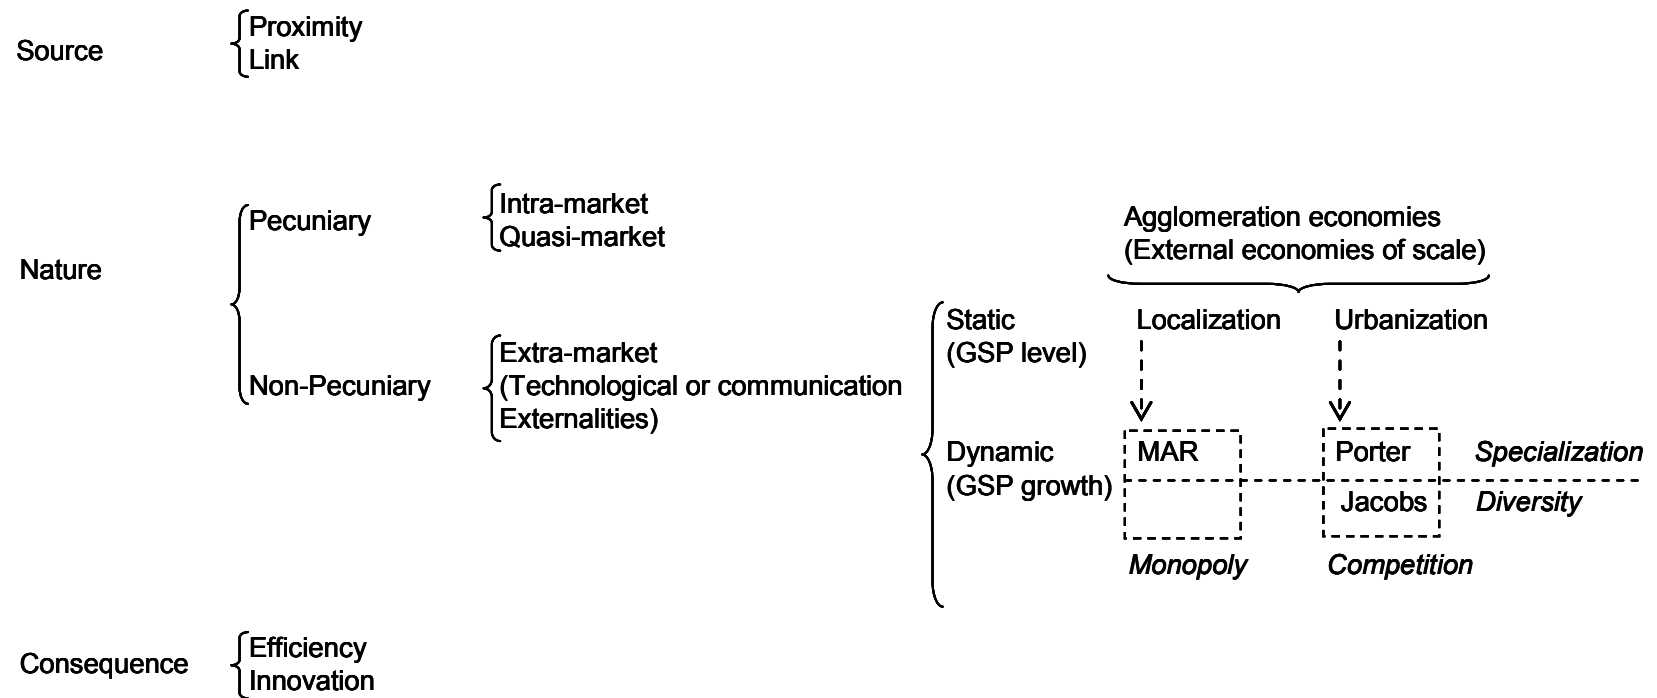 Source
Proximity
Link
Nature
Pecuniary
Intra-market
Quasi-market
Non-Pecuniary
Extra-market
(Technological or communication
Externalities)
Agglomeration economies
(External economies of scale)
Static
(GSP level)
Localization
Urbanization
Dynamic
(GSP growth)
MAR
Porter
Specialization
Jacobs
Diversity
Monopoly
Competition
Consequence
Efficiency
Innovation